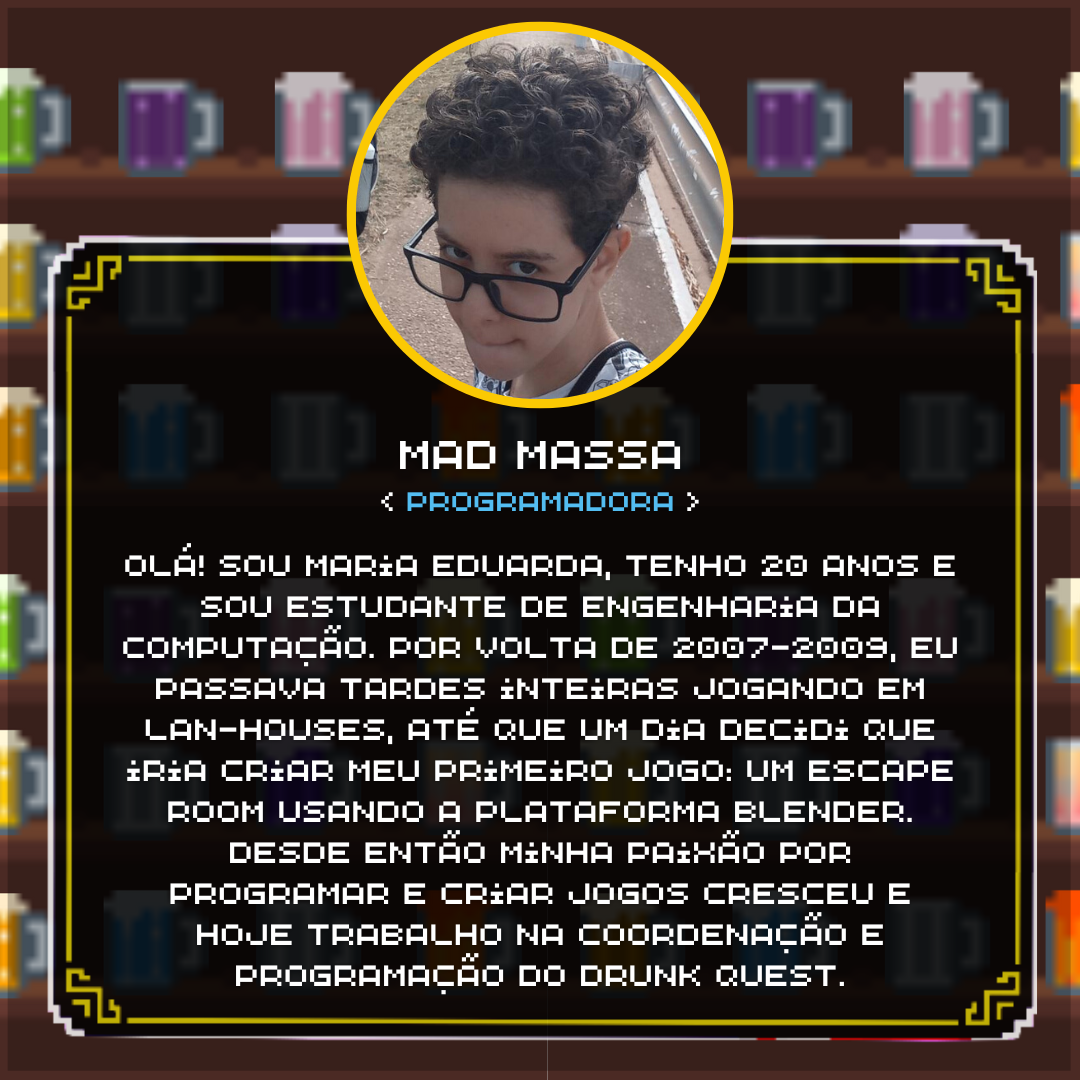 MAD MASSA
< PROGRAMADORA >
OLÁ! SOU MARiA EDUARDA, TENHO 20 ANOS E
SOU ESTUDANTE DE ENGENHARiA DA
COMPUTAÇÃO. POR VOLTA DE 2007-2009, EU
PASSAVA TARDES iNTEiRAS JOGANDO EM
LAN-HOUSES, ATÉ QUE UM DiA DECiDi QUE
iRiA CRiAR MEU PRiMEiRO JOGO: UM ESCAPE
ROOM USANDO A PLATAFORMA BLENDER.
DESDE ENTÃO MiNHA PAiXÃO POR
PROGRAMAR E CRiAR JOGOS CRESCEU E
HOJE TRABALHO NA COORDENAÇÃO E
PROGRAMAÇÃO DO DRUNK QUEST.